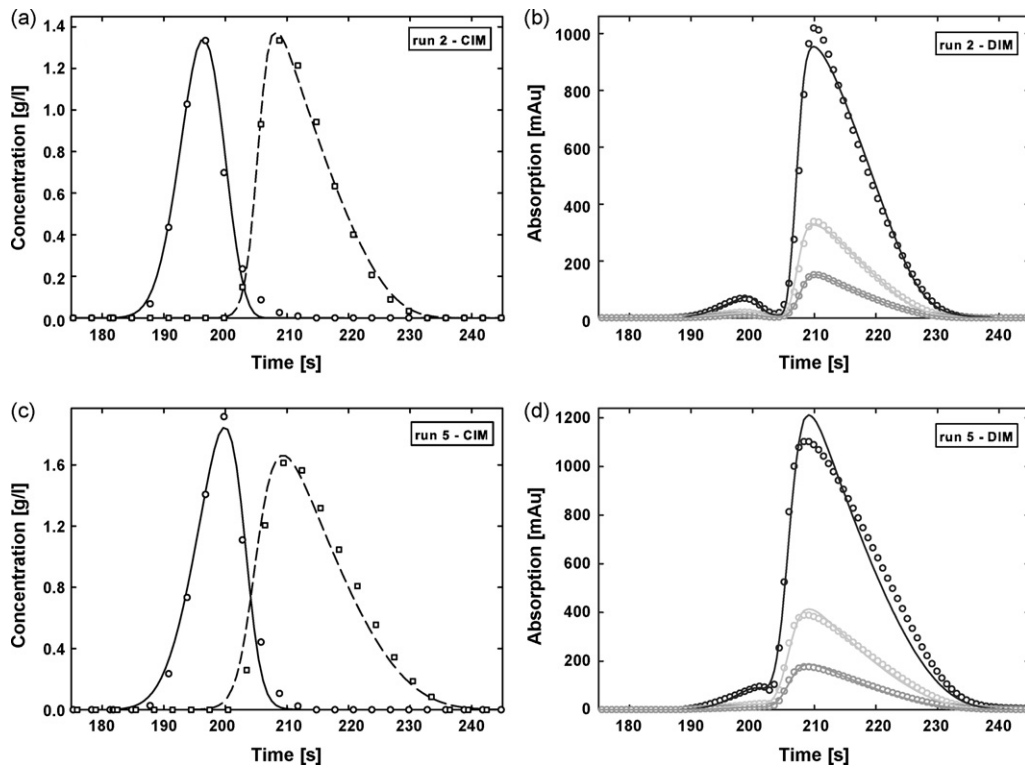 (a)
run 2 - CIM
Concentration [g/l]
1.4
1.2
1.0
0.8
0.6
0.4
0.2
0.0
180 190 200 210 220 230 240
Time [s]
(b)
run 2 - DIM
Absorption [mAu]
1000
800
600
400
200
0
180 190 200 210 220 230 240
Time [s]
(c)
run 5 - CIM
Concentration [g/l]
1.6
1.2
0.8
0.4
0.0
180 190 200 210 220 230 240
Time [s]
(d)
run 5 - DIM
Absorption [mAu]
1200
1000
800
600
400
200
0
180 190 200 210 220 230 240
Time [s]